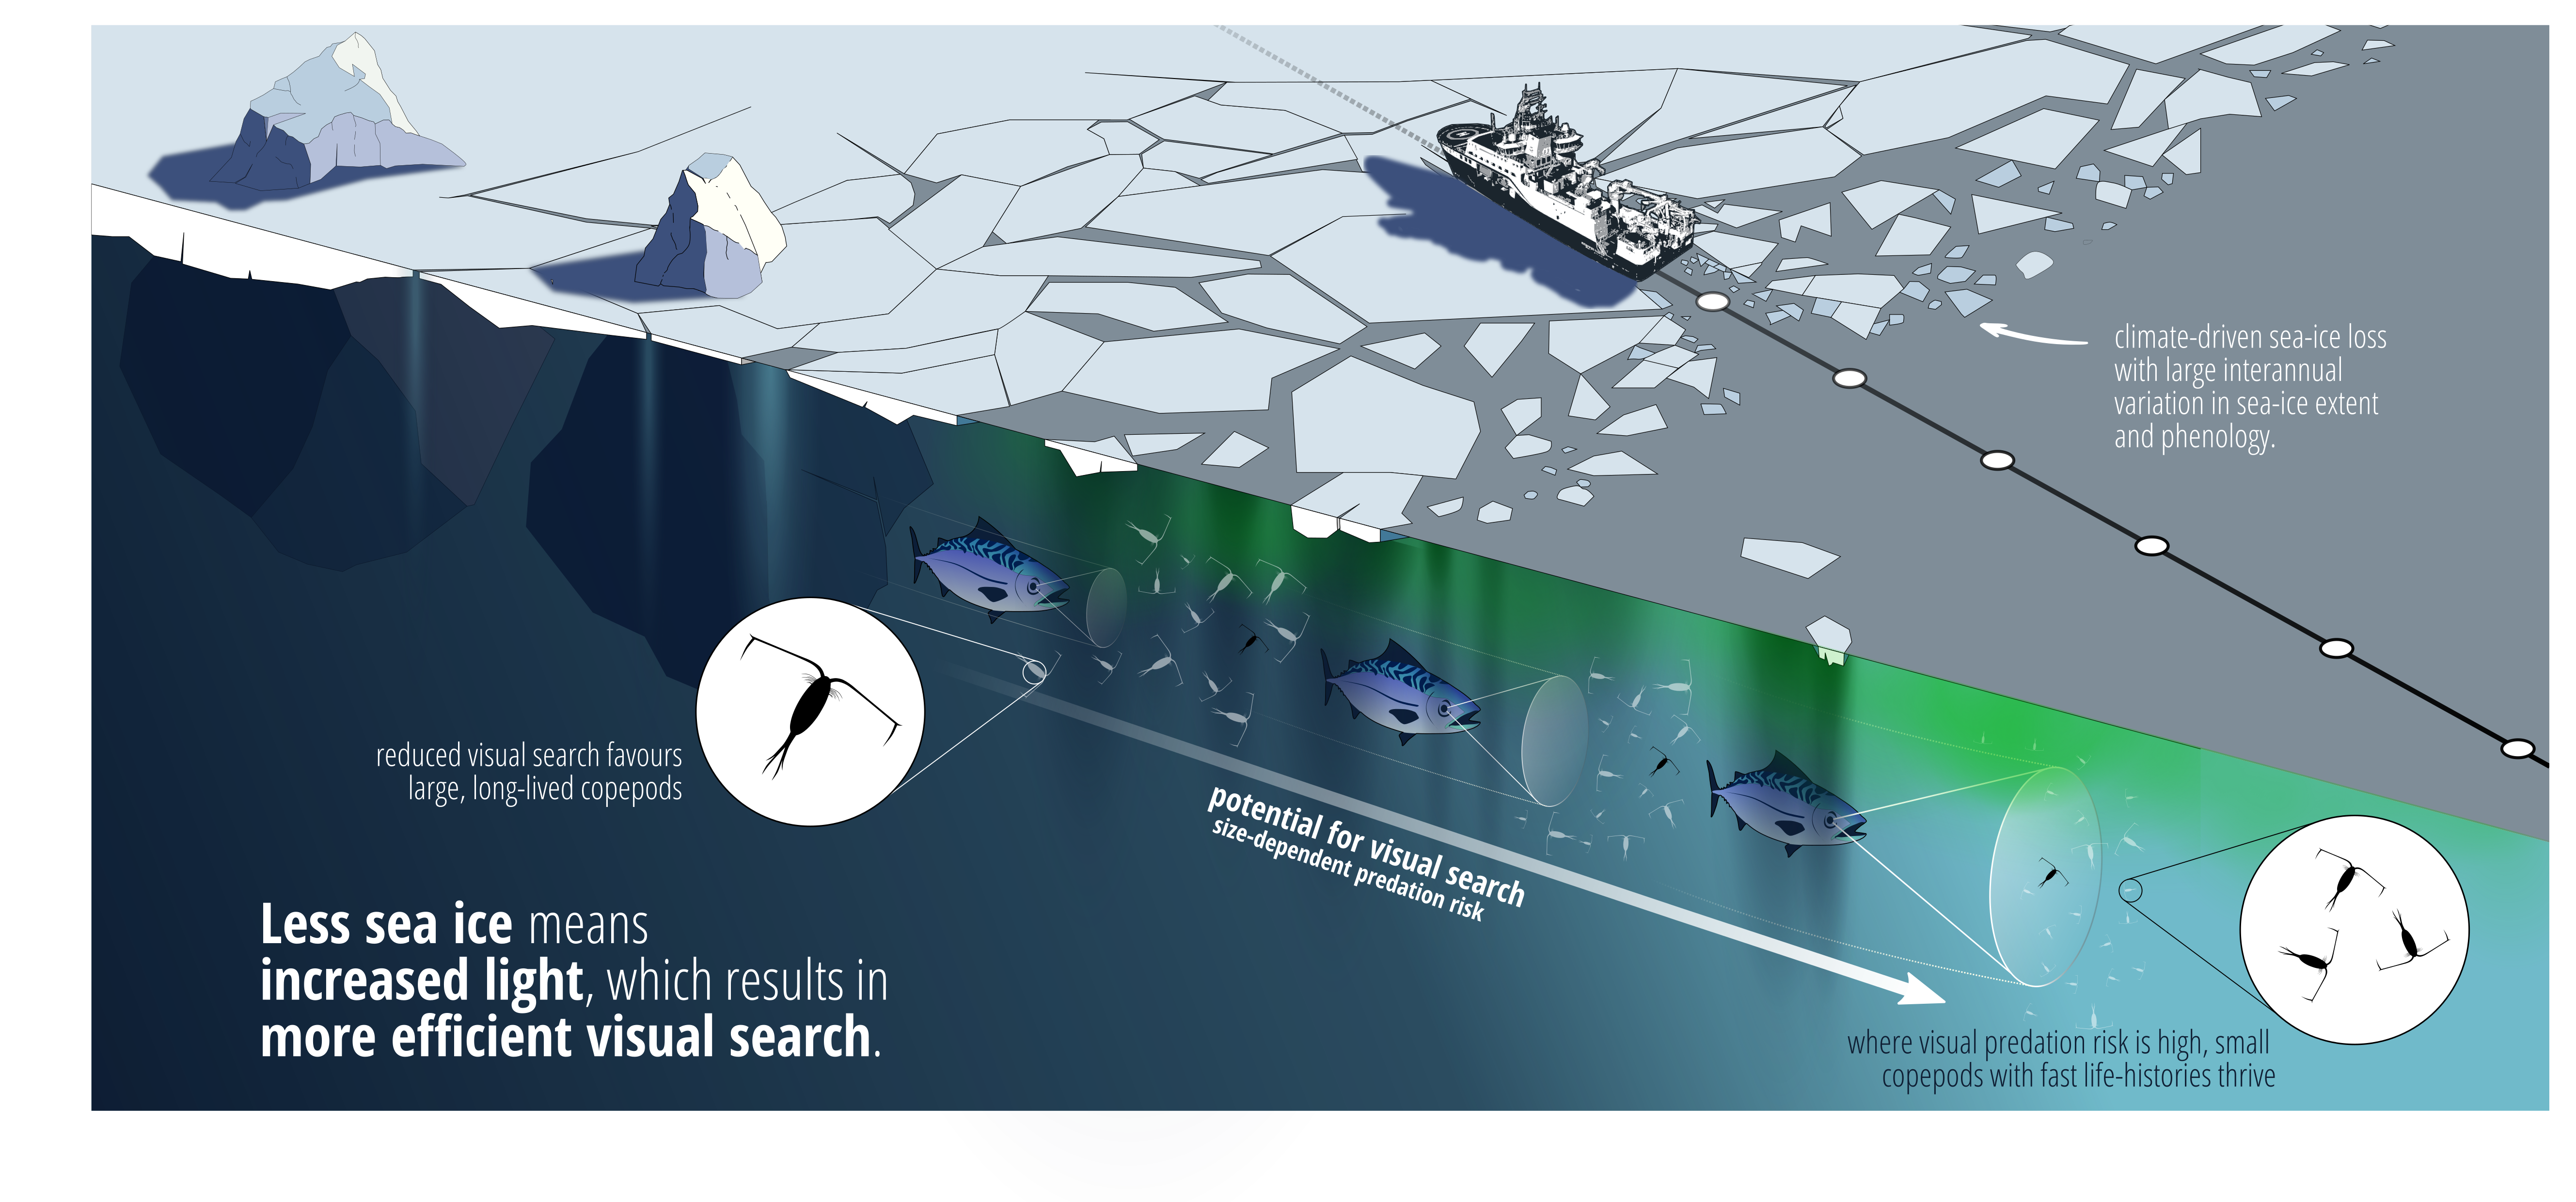 climate-driven sea-ice loss
with large interannual
variation in sea-ice extent
and phenology.
reduced visual search favours
large, long-lived copepods
potential for visual search
size-dependent predation risk
Less sea ice means
increased light, which results in
more efficient visual search.
where visual predation risk is high, small
copepods with fast life-histories thrive